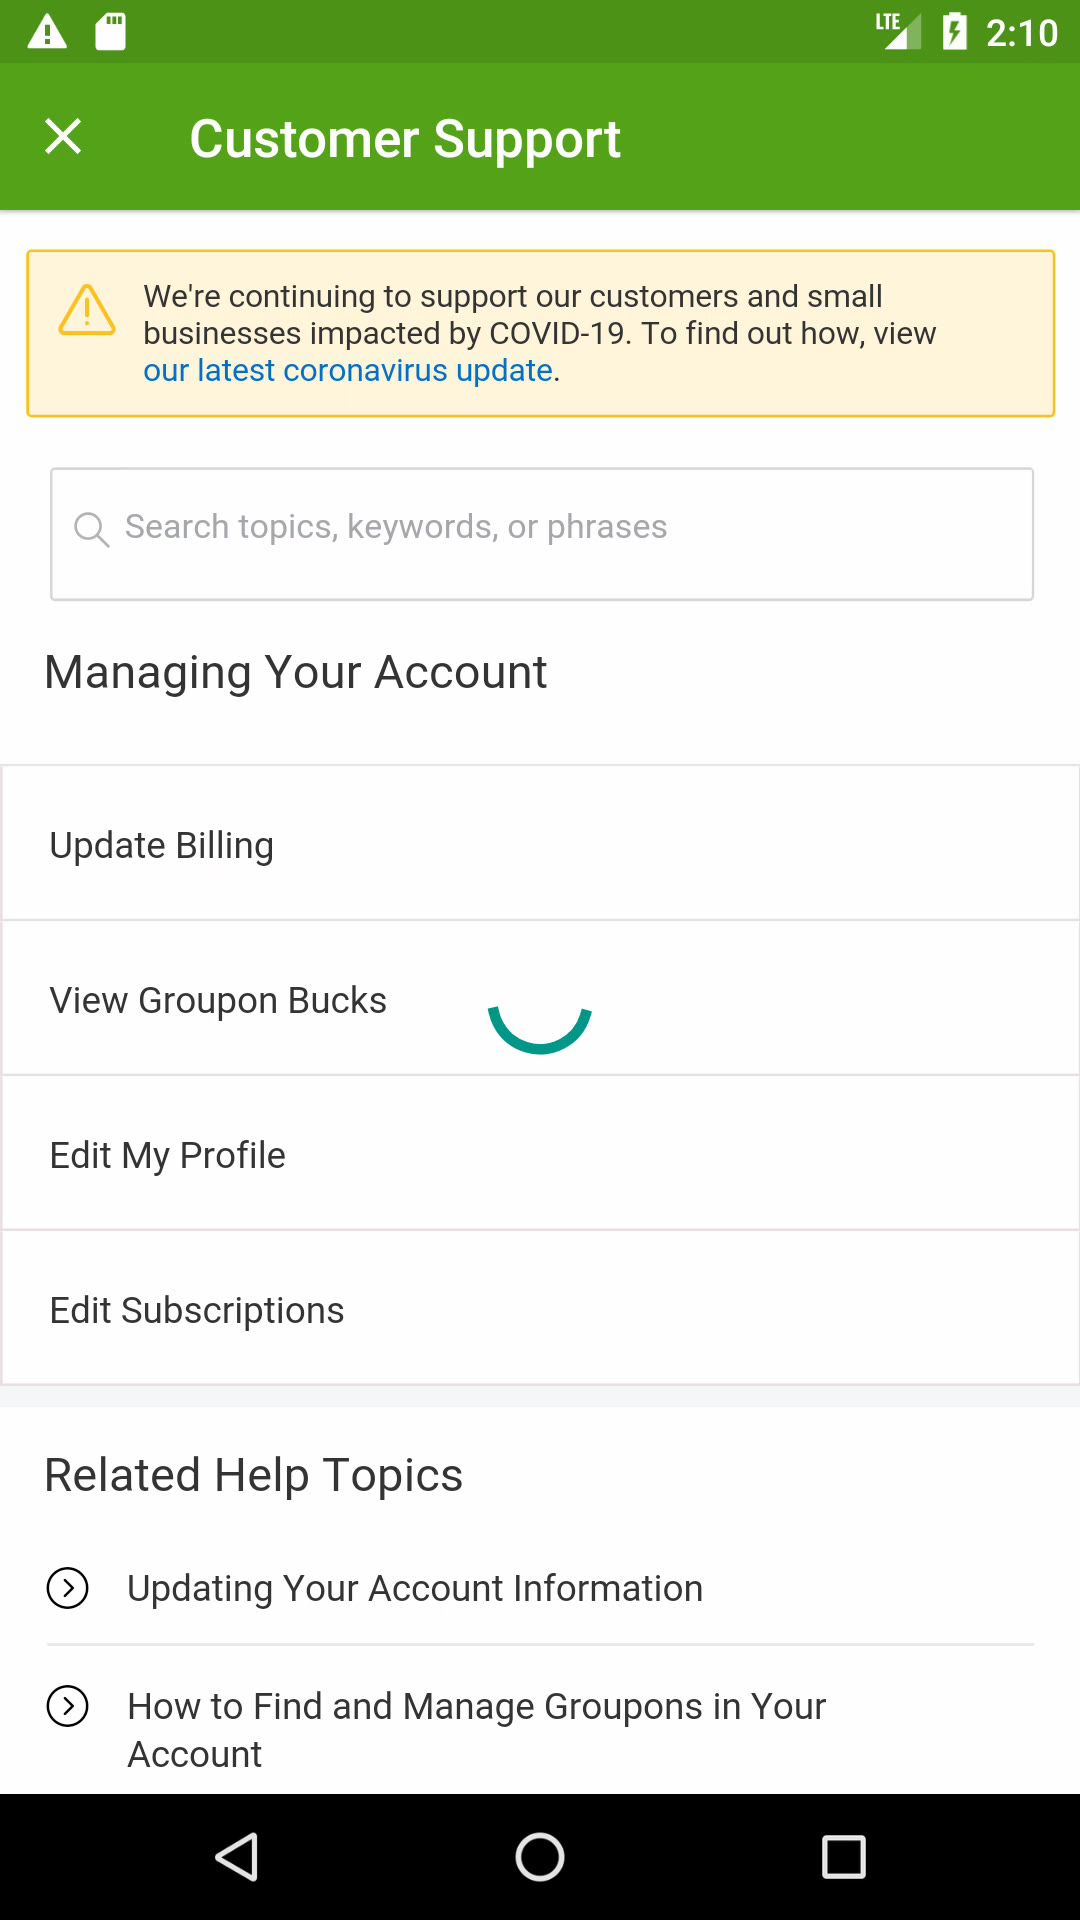 LTE 2:10
Customer Support
We're continuing to support our customers and small
businesses impacted by COVID-19. To find out how, view
our latest coronavirus update.
Search topics, keywords, or phrases
Managing Your Account
Update Billing
View Groupon Bucks
Edit My Profile
Edit Subscriptions
Related Help Topics
Updating Your Account Information
How to Find and Manage Groupons in Your
Account